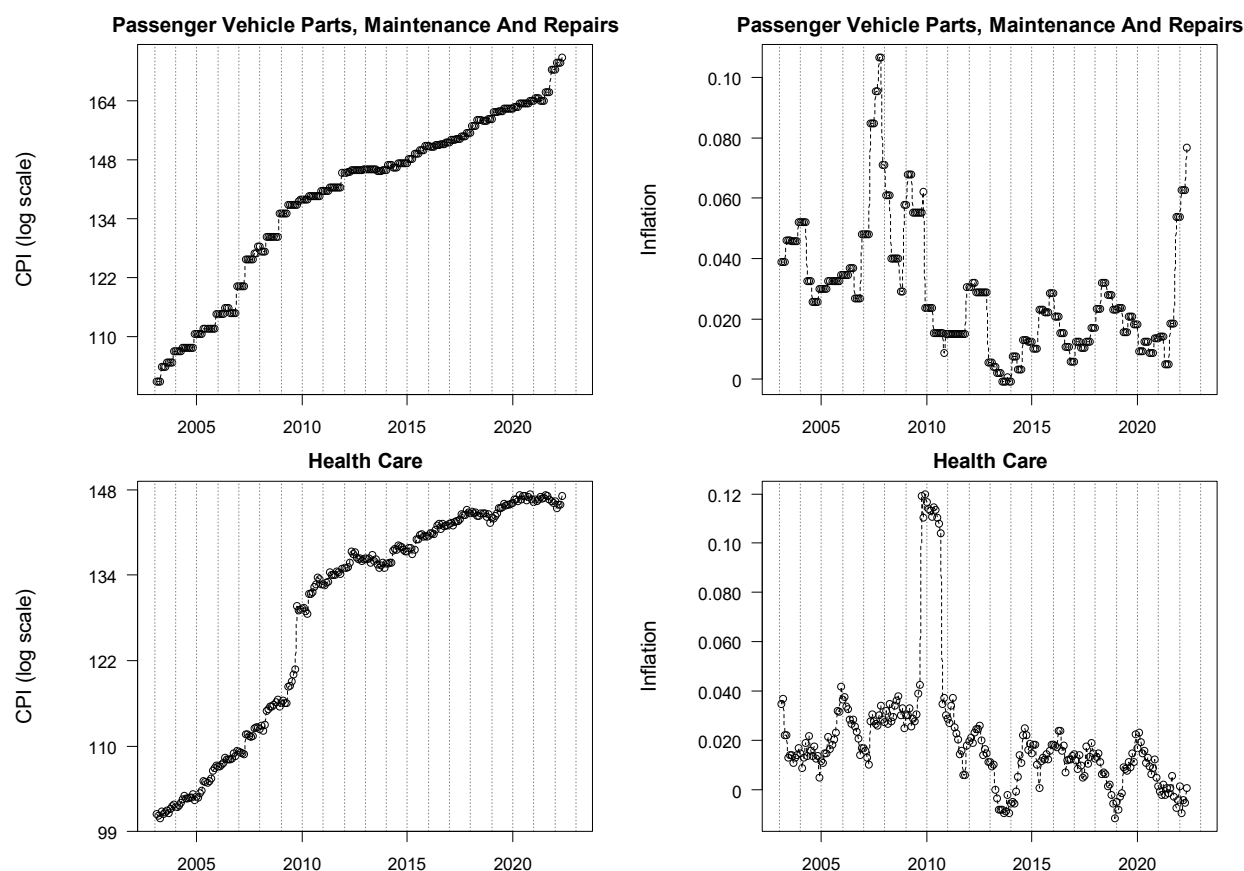 Passenger Vehicle Parts, Maintenance And Repairs
CPI (log scale)
164
148
134
122
110
2005 2010 2015 2020
Passenger Vehicle Parts, Maintenance And Repairs
Inflation
0.10
0.080
0.060
0.040
0.020
0
2005 2010 2015 2020
Health Care
CPI (log scale)
148
134
122
110
99
2005 2010 2015 2020
Health Care
Inflation
0.12
0.10
0.080
0.060
0.040
0.020
0
2005 2010 2015 2020